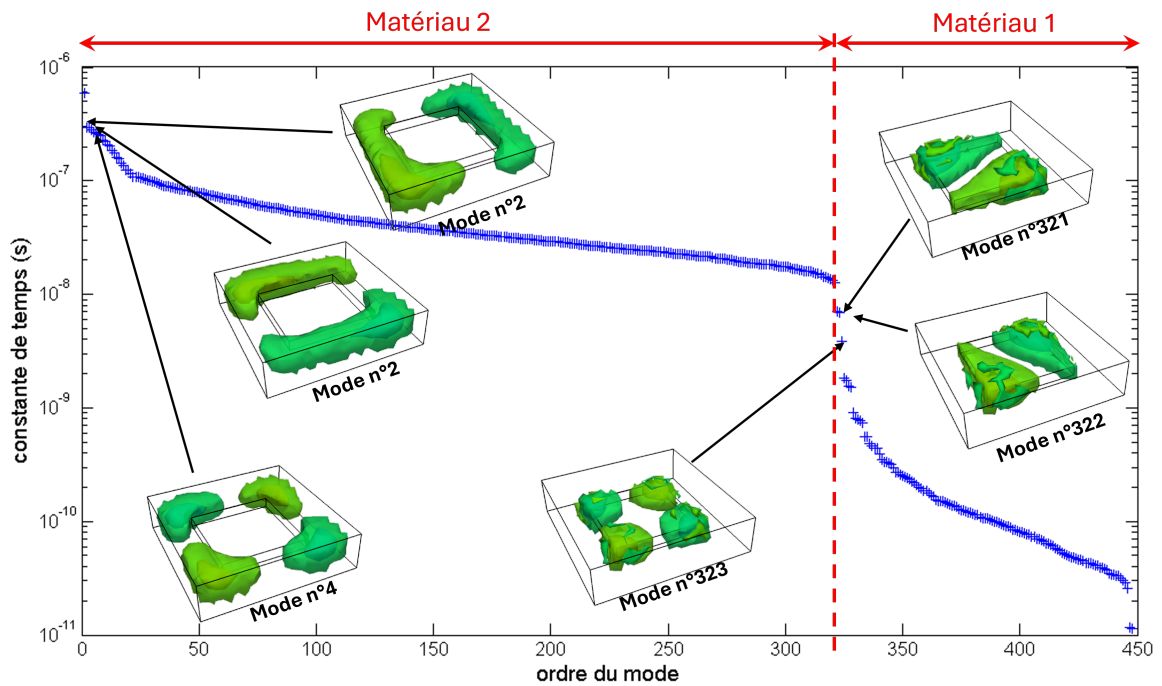 Matériau 2
Matériau 1
10-6
10-7
10-8
10-9
10-10
10-11
constante de temps (s)
Mode n°2
Mode n°2
Mode n°4
Mode n°321
Mode n°322
Mode n°323
0
50
100
150
200
250
300
350
400
450
ordre du mode